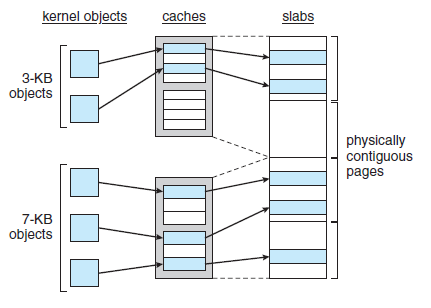 kernel objects
caches
slabs
3-KB
objects
physically
contiguous
pages
7-KB
objects